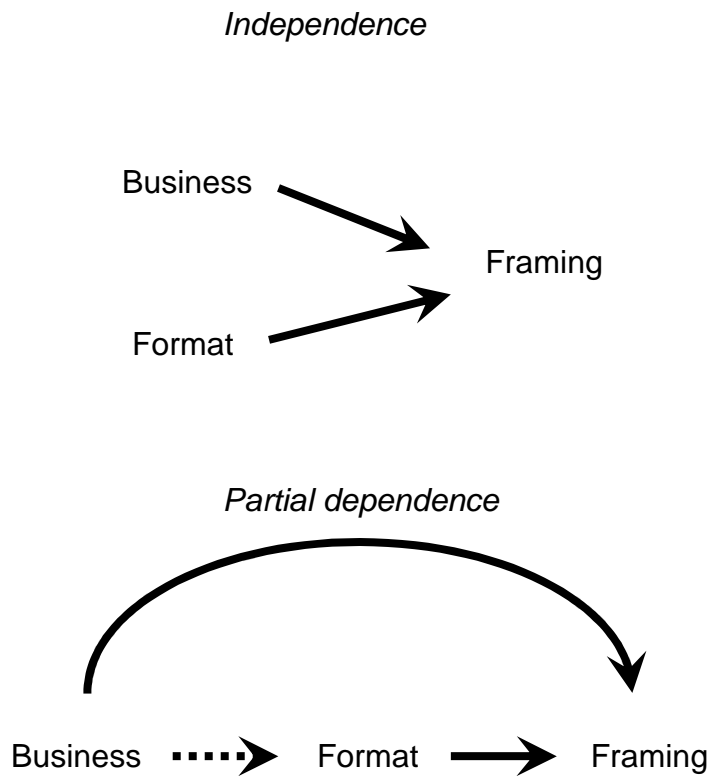 Independence
Business
Framing
Format
Partial dependence
Business Format Framing